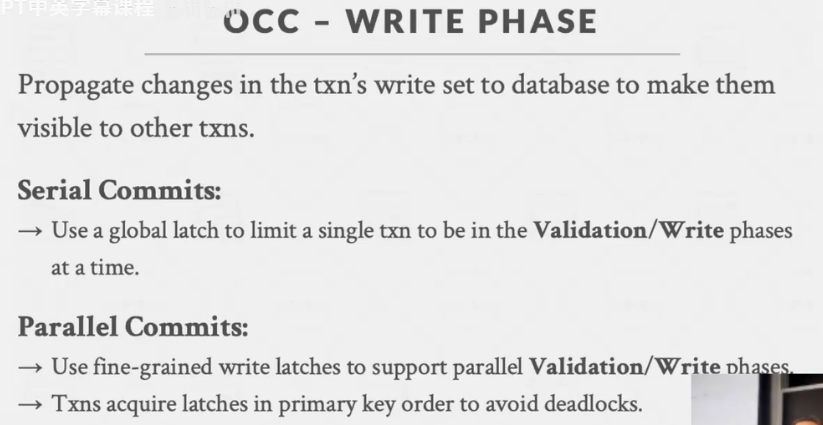 PT中英字幕课程
OCC – WRITE PHASE
Propagate changes in the txn’s write set to database to make them
visible to other txns.
Serial Commits:
→ Use a global latch to limit a single txn to be in the Validation/Write phases
at a time.
Parallel Commits:
→ Use fine-grained write latches to support parallel Validation/Write phases.
→ Txns acquire latches in primary key order to avoid deadlocks.